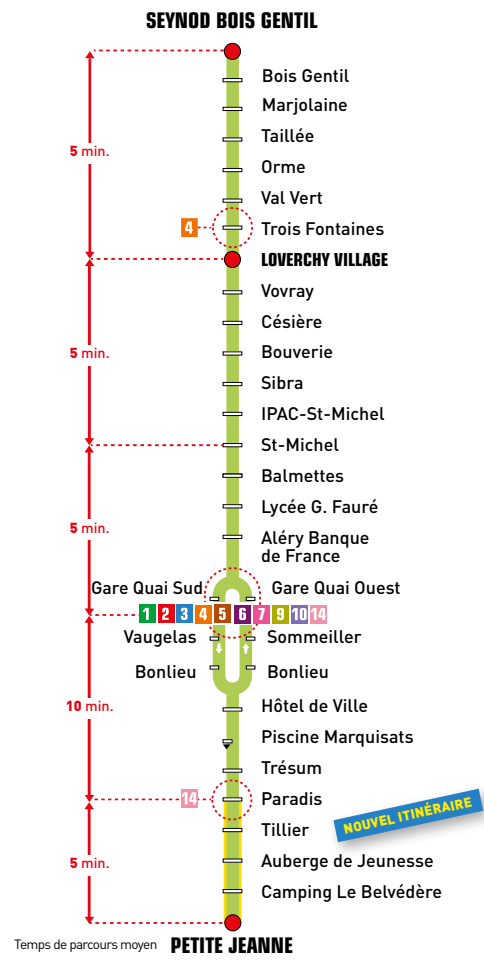 SEYNOD BOIS GENTIL
Bois Gentil
Marjolaine
Taillée
5 min.
Orme
Val Vert
4
Trois Fontaines
LOVERCHY VILLAGE
Vovray
Césière
5 min.
Bouverie
Sibra
IPAC-St-Michel
St-Michel
Balmettes
Lycée G. Fauré
5 min.
Aléry Banque
de France
Gare Quai Sud
Gare Quai Ouest
1 2 3 4 5 6 7 9 10 14
Vaugelas
Sommeiller
Bonlieu
Bonlieu
10 min.
Hôtel de Ville
Piscine Marquisats
Trésum
14
Paradis
NOUVEL ITINÉRAIRE
Tillier
5 min.
Auberge de Jeunesse
Camping Le Belvédère
Temps de parcours moyen
PETITE JEANNE